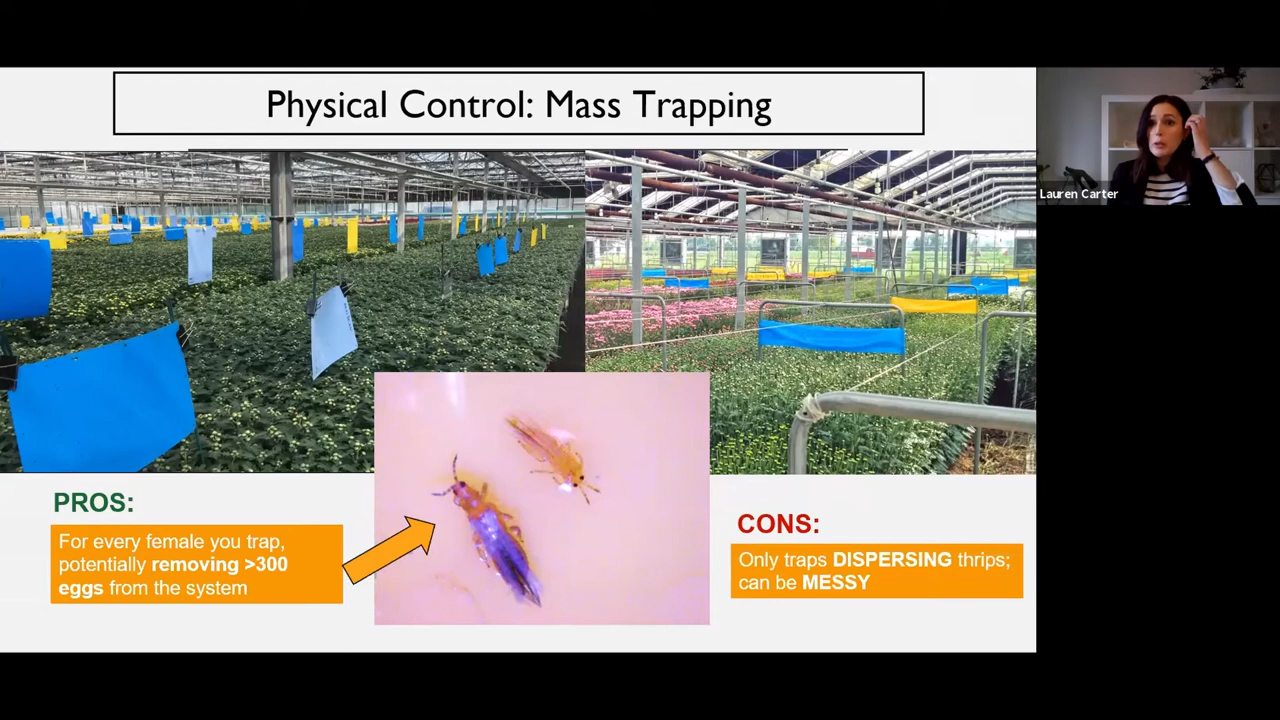 Physical Control: Mass Trapping
Lauren Carter
PROS:
For every female you trap,
potentially removing >300
eggs from the system
CONS:
Only traps DISPERSING thrips;
can be MESSY